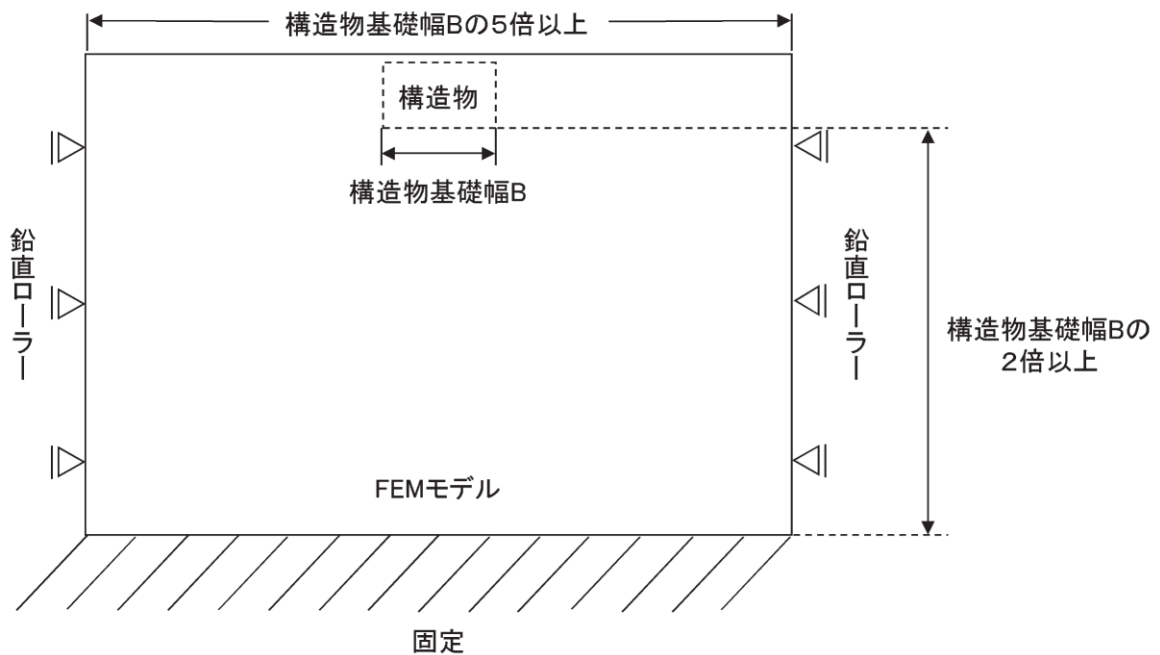 構造物基礎幅Bの5倍以上
構造物
構造物基礎幅B
鉛直ローラー
鉛直ローラー
構造物基礎幅Bの
2倍以上
FEMモデル
固定